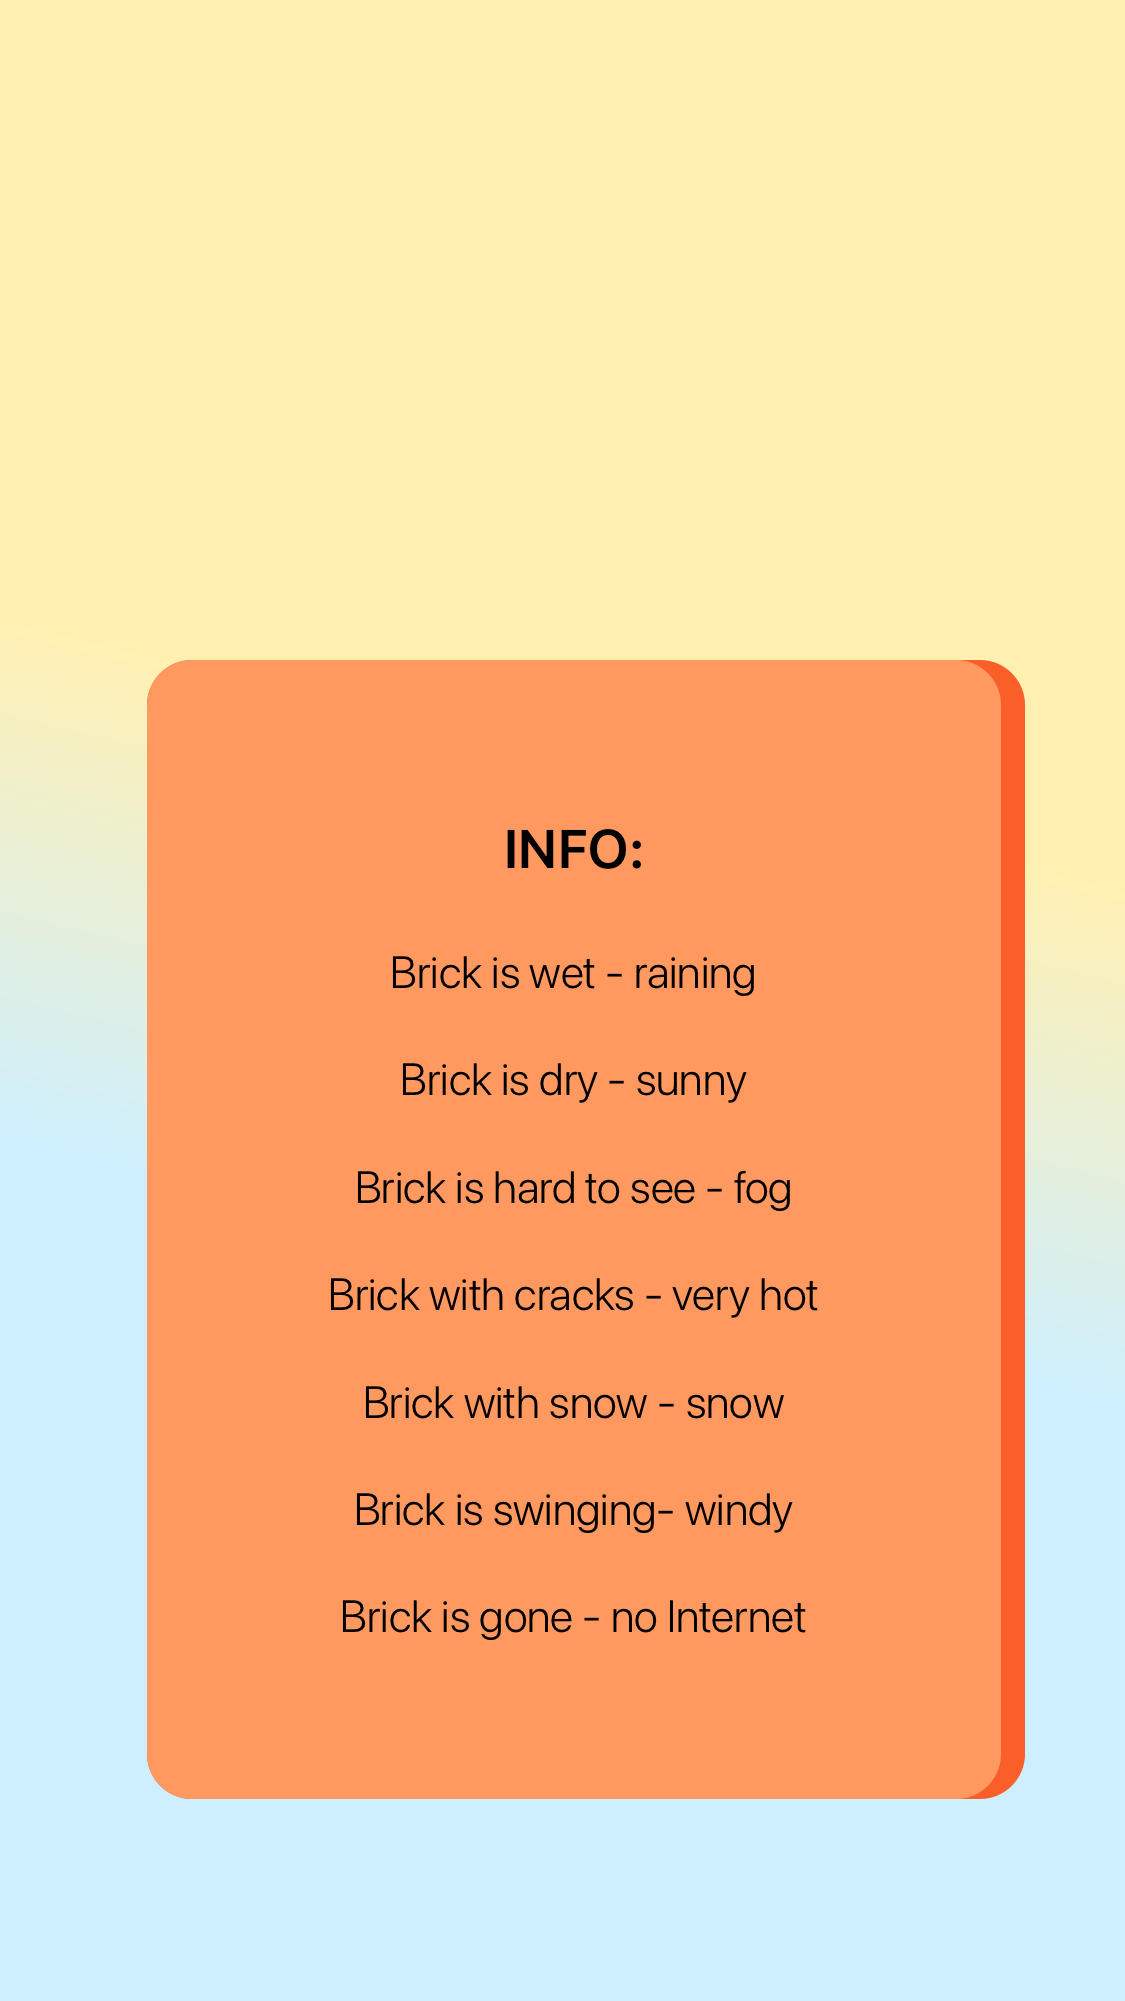 INFO:
Brick is wet - raining
Brick is dry - sunny
Brick is hard to see - fog
Brick with cracks - very hot
Brick with snow - snow
Brick is swinging- windy
Brick is gone - no Internet